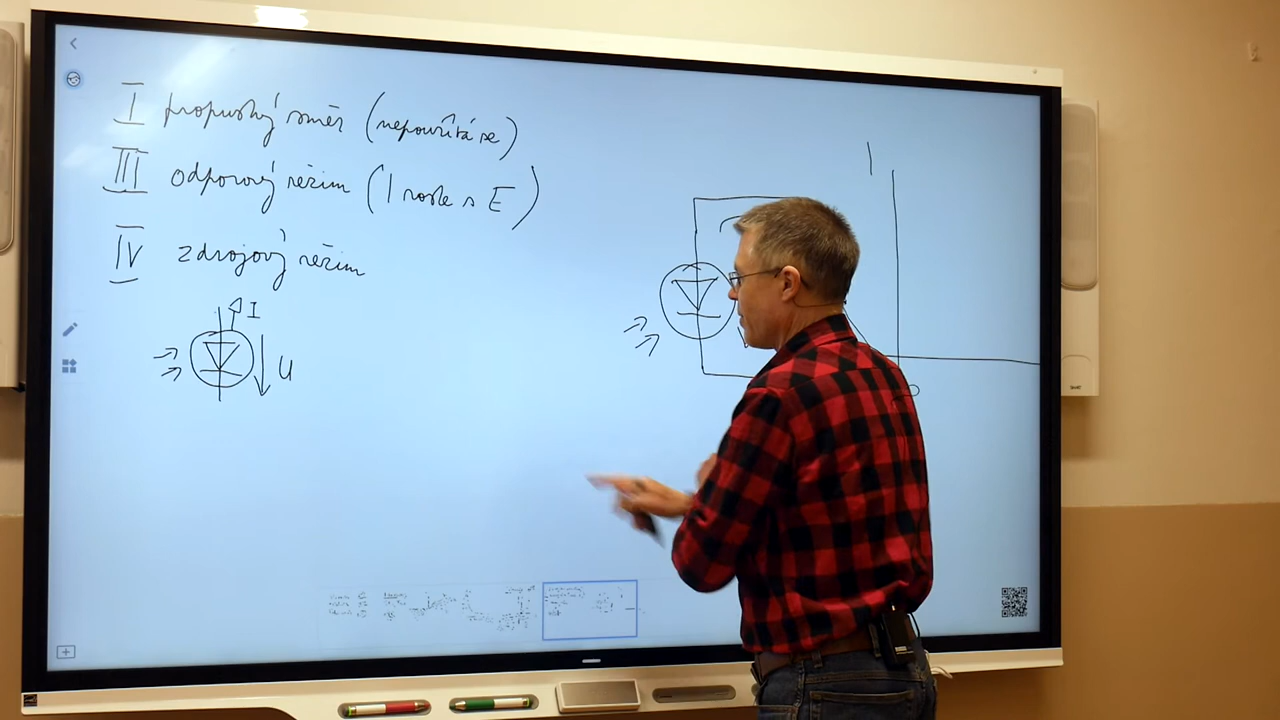 I propustný směr (nepoužívá se)
III odporový režim (I roste s E)
IV zdrojový režim
I
U
I